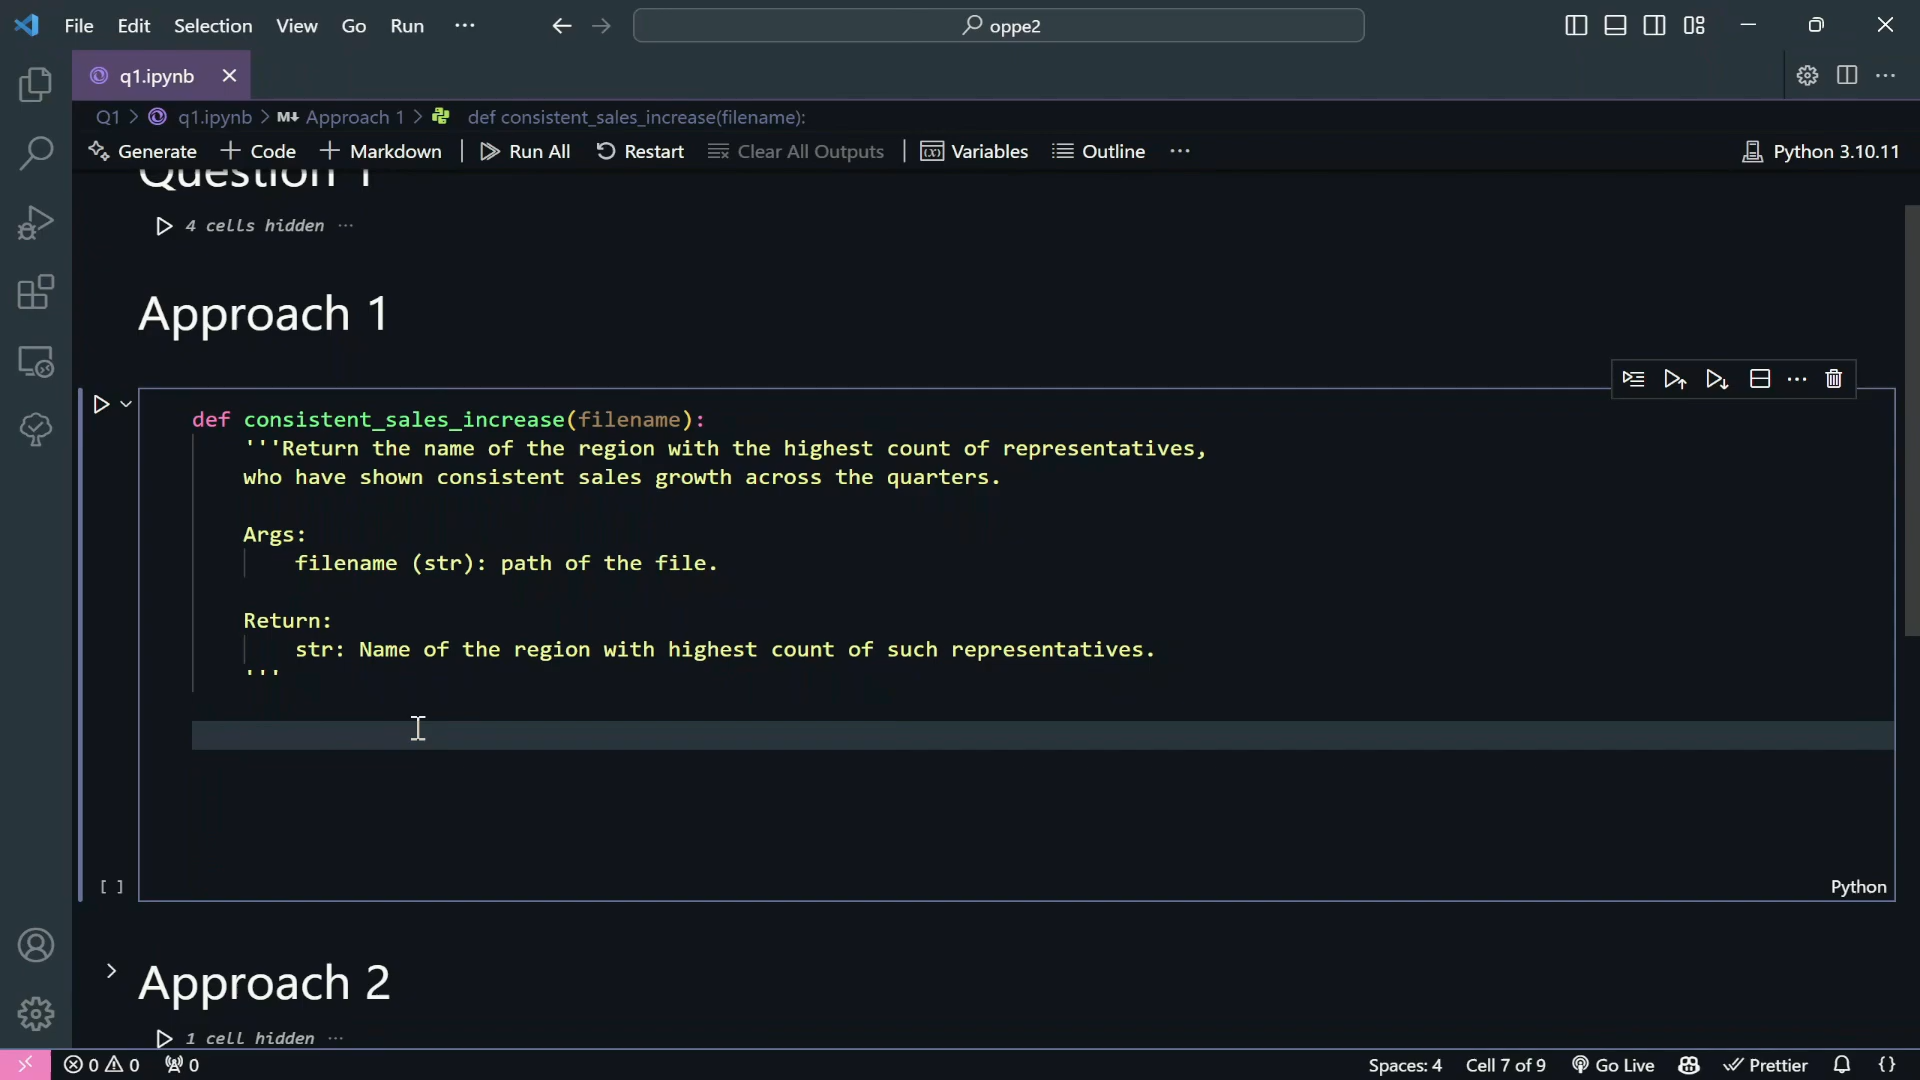 File Edit Selection View Go Run ···
oppe2
q1.ipynb
Q1 > q1.ipynb > M↓ Approach 1 > def consistent_sales_increase(filename):
Generate + Code + Markdown Run All Restart Clear All Outputs Variables Outline ··· Python 3.10.11
Question 1
4 cells hidden ···
Approach 1
def consistent_sales_increase(filename):
'''Return the name of the region with the highest count of representatives,
who have shown consistent sales growth across the quarters.
Args:
filename (str): path of the file.
Return:
str: Name of the region with highest count of such representatives.
'''
[ ]
Python
> Approach 2
1 cell hidden ···
0 0 0 Spaces: 4 Cell 7 of 9 Go Live Prettier {}